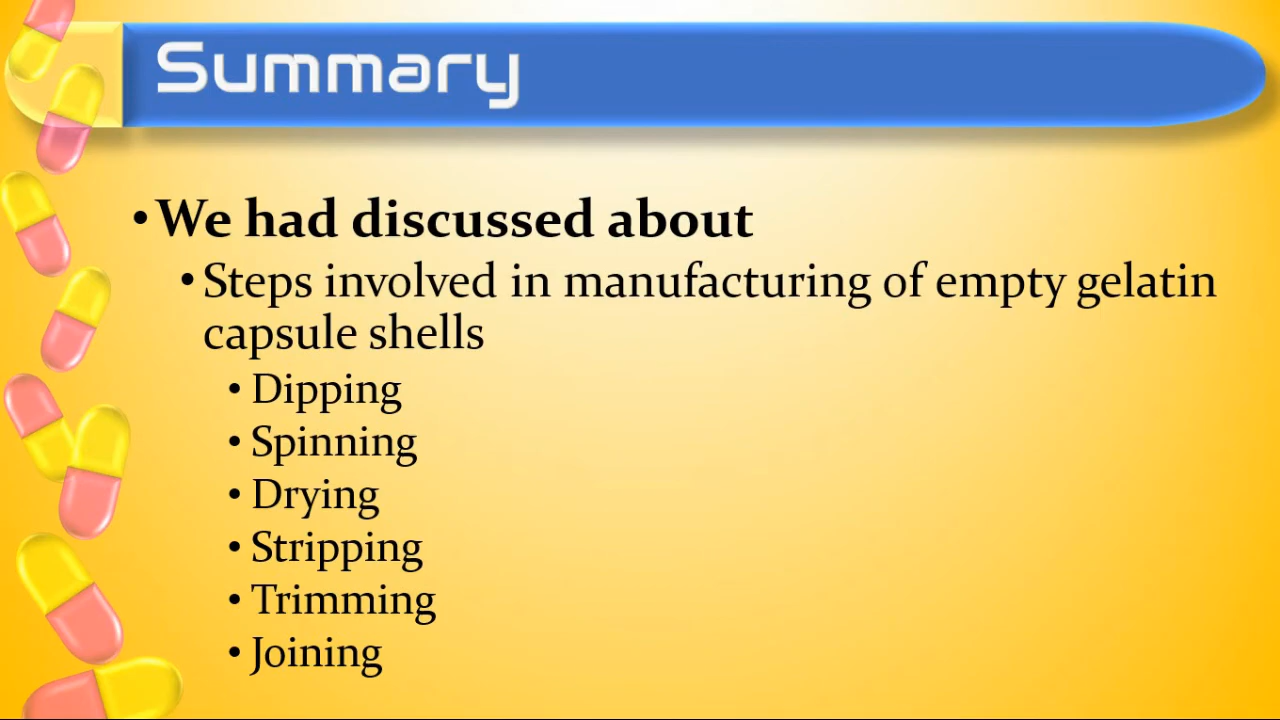 Summary
• We had discussed about
• Steps involved in manufacturing of empty gelatin
capsule shells
• Dipping
• Spinning
• Drying
• Stripping
• Trimming
• Joining